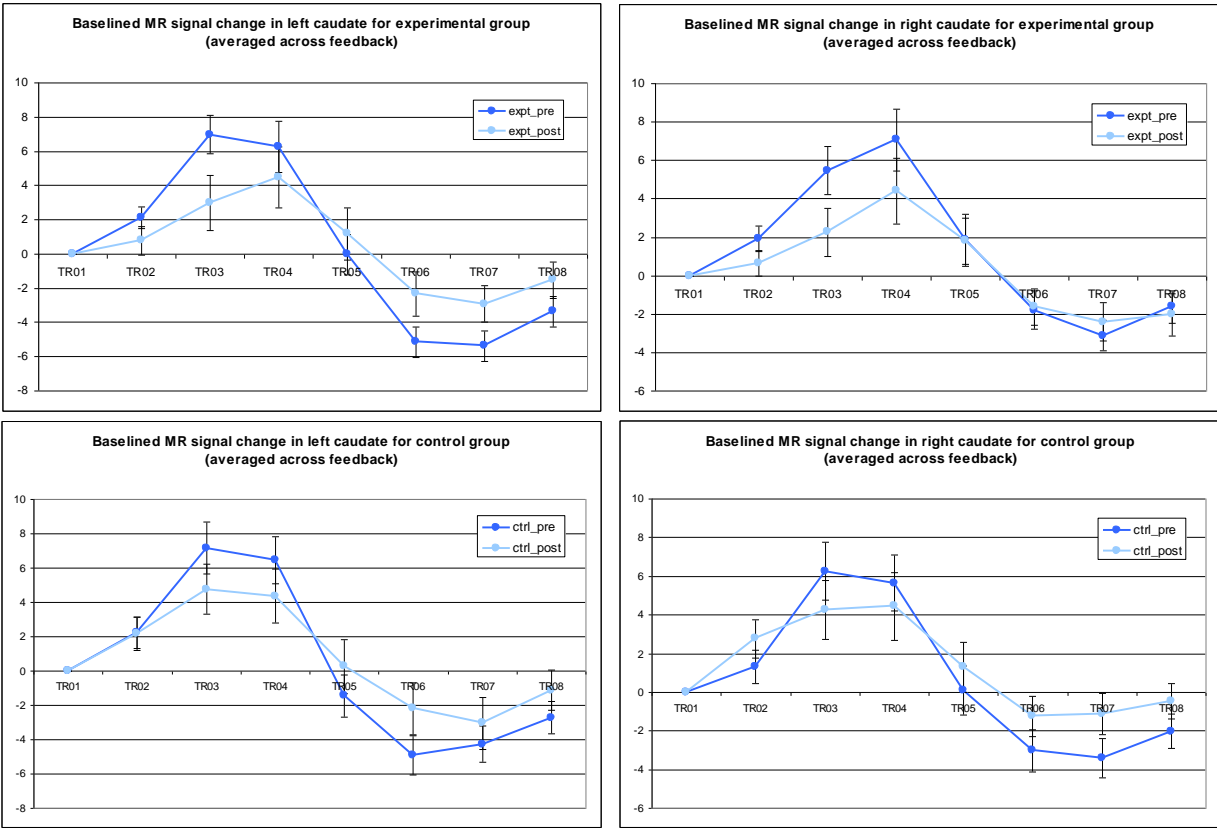 Baselined MR signal change in left caudate for experimental group
(averaged across feedback)
10
8
6
4
2
0
-2
-4
-6
-8
TR01 TR02 TR03 TR04 TR05 TR06 TR07 TR08
expt_pre
expt_post
Baselined MR signal change in right caudate for experimental group
(averaged across feedback)
10
8
6
4
2
0
-2
-4
-6
TR01 TR02 TR03 TR04 TR05 TR06 TR07 TR08
expt_pre
expt_post
Baselined MR signal change in left caudate for control group
(averaged across feedback)
10
8
6
4
2
0
-2
-4
-6
-8
TR01 TR02 TR03 TR04 TR05 TR06 TR07 TR08
ctrl_pre
ctrl_post
Baselined MR signal change in right caudate for control group
(averaged across feedback)
10
8
6
4
2
0
-2
-4
-6
TR01 TR02 TR03 TR04 TR05 TR06 TR07 TR08
ctrl_pre
ctrl_post